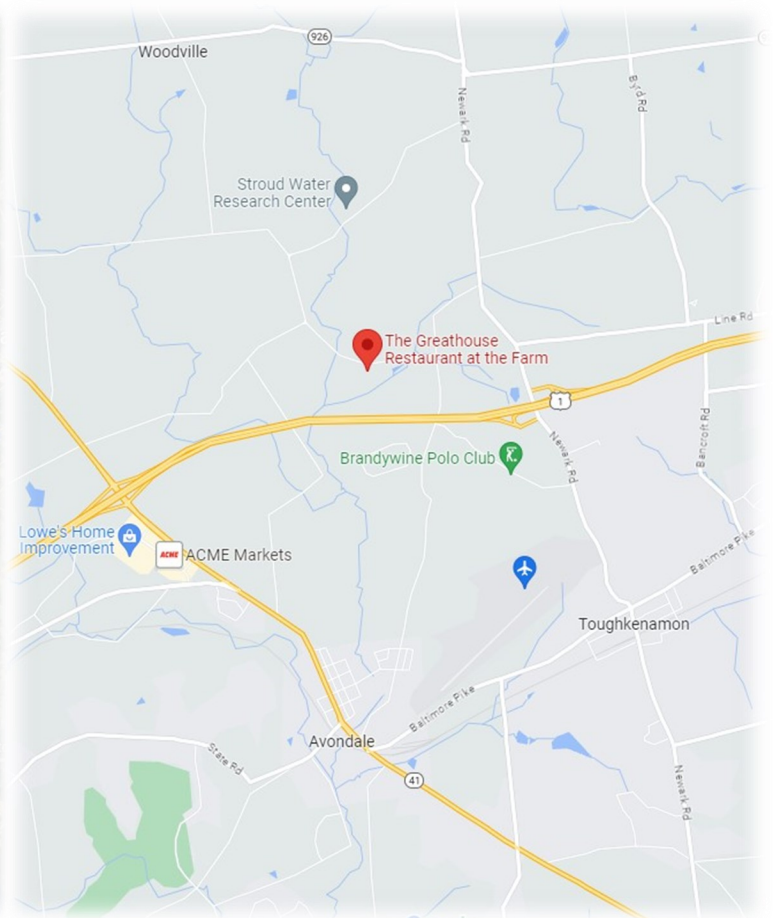 Woodville
926
Newark Rd
Byrd Rd
Stroud Water
Research Center
The Greathouse
Restaurant at the Farm
Line Rd
1
Brandywine Polo Club
Newark Rd
Bancroft Rd
Lowe's Home
Improvement
ACME
ACME Markets
Baltimore Pike
Toughkenamon
Baltimore Pike
Avondale
State Rd
41
Newark Rd